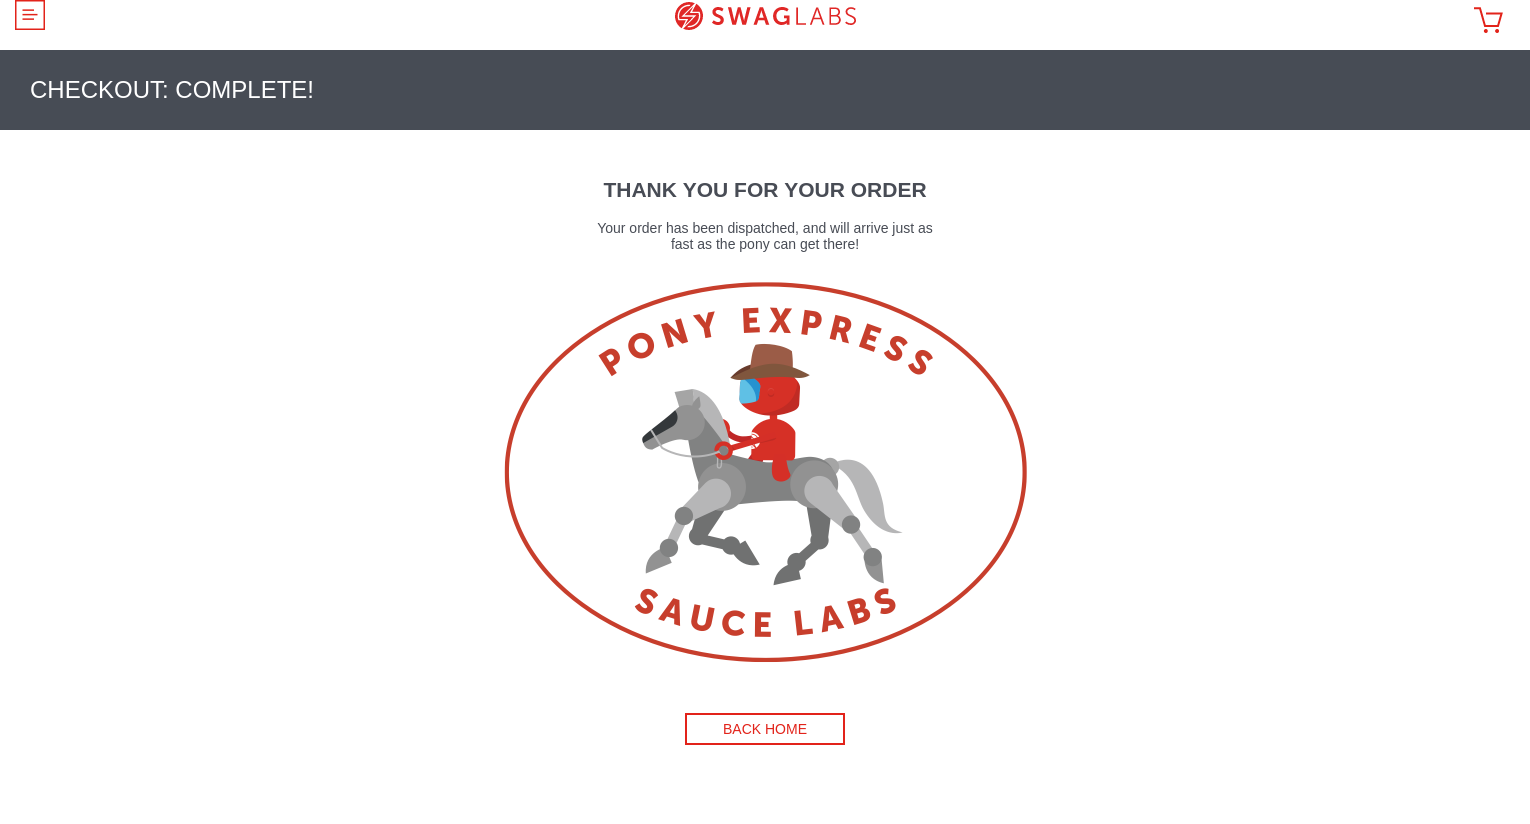 SWAGLABS
CHECKOUT: COMPLETE!
THANK YOU FOR YOUR ORDER
Your order has been dispatched, and will arrive just as
fast as the pony can get there!
PONY EXPRESS
SAUCE LABS
BACK HOME